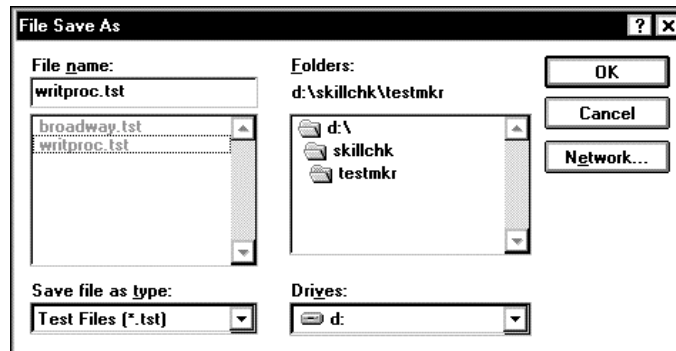 File Save As
File name:
writproc.tst
broadway.tst
writproc.tst
Save file as type:
Test Files (*.tst)
Folders:
d:\skillchk\testmkr
d:\
skillchk
testmkr
Drives:
d:
OK
Cancel
Network...